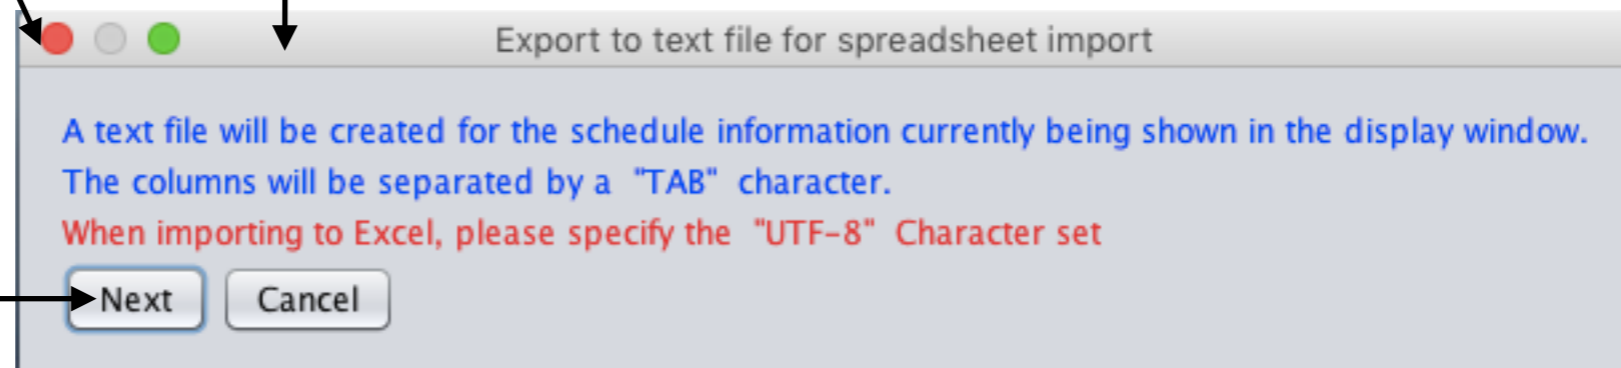 Export to text file for spreadsheet import
A text file will be created for the schedule information currently being shown in the display window.
The columns will be separated by a "TAB" character.
When importing to Excel, please specify the "UTF-8" Character set
Next Cancel